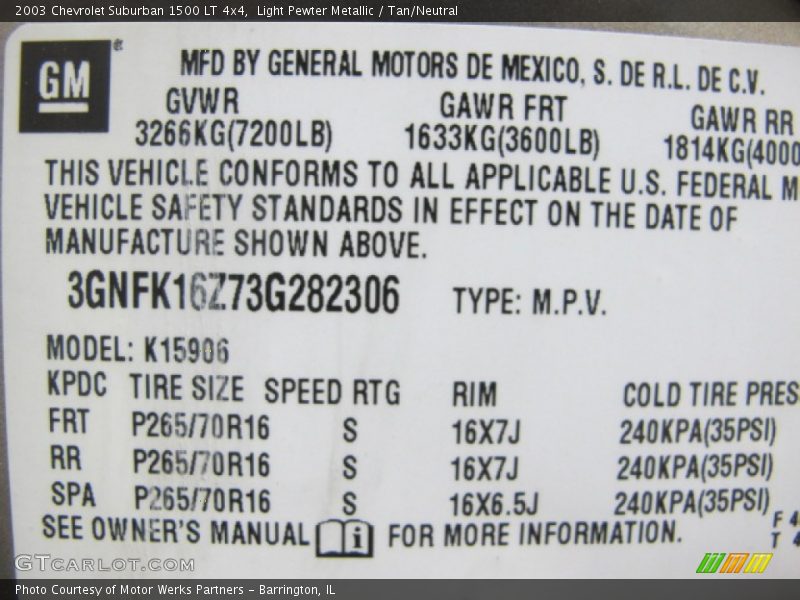 2003 Chevrolet Suburban 1500 LT 4x4, Light Pewter Metallic / Tan/Neutral
GM
MFD BY GENERAL MOTORS DE MEXICO, S. DE R.L. DE C.V.
GVWR GAWR FRT GAWR RR
3266KG(7200LB) 1633KG(3600LB) 1814KG(4000
THIS VEHICLE CONFORMS TO ALL APPLICABLE U.S. FEDERAL M
VEHICLE SAFETY STANDARDS IN EFFECT ON THE DATE OF
MANUFACTURE SHOWN ABOVE.
3GNFK16Z73G282306 TYPE: M.P.V.
MODEL: K15906
KPDC TIRE SIZE SPEED RTG RIM COLD TIRE PRES
FRT P265/70R16 S 16X7J 240KPA(35PSI)
RR P265/70R16 S 16X7J 240KPA(35PSI)
SPA P265/70R16 S 16X6.5J 240KPA(35PSI)
SEE OWNER'S MANUAL i FOR MORE INFORMATION.
F 4
T 4
GTCARLOT.COM
Photo Courtesy of Motor Werks Partners - Barrington, IL